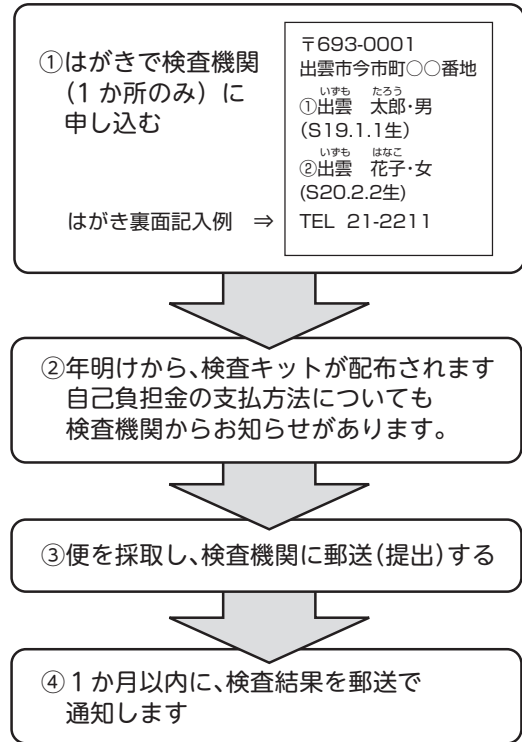 ①はがきで検査機関
(1か所のみ)に
申し込む
はがき裏面記入例 ⇒
〒693-0001
出雲市今市町○○番地
いずも たろう
①出雲 太郎・男
(S19.1.1生)
いずも はなこ
②出雲 花子・女
(S20.2.2生)
TEL 21-2211
②年明けから、検査キットが配布されます
自己負担金の支払方法についても
検査機関からお知らせがあります。
③便を採取し、検査機関に郵送(提出)する
④1か月以内に、検査結果を郵送で
通知します